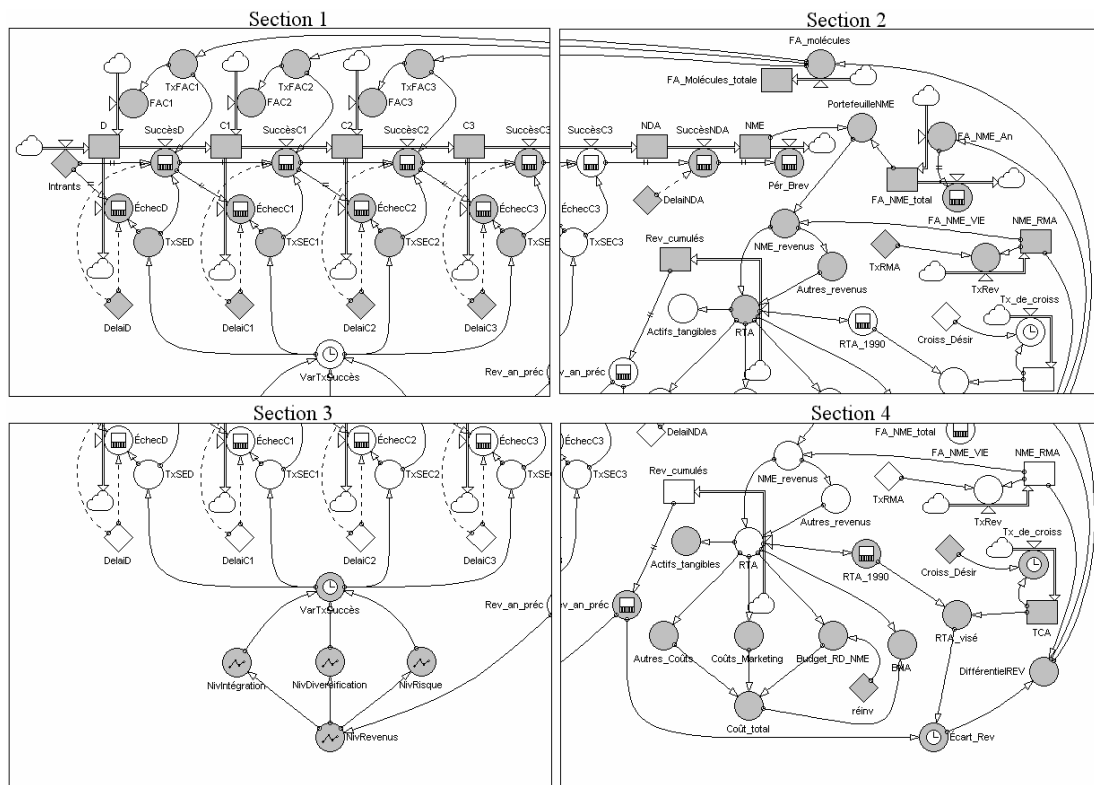 Section 1
Section 2
TxFAC1
TxFAC2
TxFAC3
FAC1
FAC2
FAC3
D
SuccèsD
C1
SuccèsC1
C2
SuccèsC2
C3
SuccèsC3
Intrants
ÉchecD
ÉchecC1
ÉchecC2
ÉchecC3
TxSED
TxSEC1
TxSEC2
TxSED
DelaiD
DelaiC1
DelaiC2
DelaiC3
VarTxSuccès
Rev_an_préc
FA_molécules
FA_Molécules_totale
PortefeuilleNME
SuccèsC3
NDA
SuccèsNDA
NME
FA_NME_An
Pér_Brev
DelaiNDA
FA_NME_total
FA_NME_VIE
ÉchecC3
TxSEC3
Rev_cumulés
NME_revenus
NME_RMA
TxRMA
TxRev
Autres_revenus
Tx_de_croiss
Actifs_tangibles
RTA
RTA_1990
Croiss_Désir
Rev_an_préc
Section 3
Section 4
ÉchecD
ÉchecC1
ÉchecC2
ÉchecC3
TxSED
TxSEC1
TxSEC2
TxSED
DelaiD
DelaiC1
DelaiC2
DelaiC3
VarTxSuccès
Rev_an_préc
NivIntégration
NivDiversification
NivRisque
NivRevenus
ÉchecC3
TxSEC3
DelaiNDA
FA_NME_total
FA_NME_VIE
Rev_cumulés
NME_revenus
NME_RMA
TxRMA
TxRev
Autres_revenus
Tx_de_croiss
Actifs_tangibles
RTA
RTA_1990
Croiss_Désir
Rev_an_préc
RTA_visé
TCA
Autres_Coûts
Coûts_Marketing
Budget_RD_NME
BMA
DifférentielREV
réinv
Coût_total
Écart_Rev